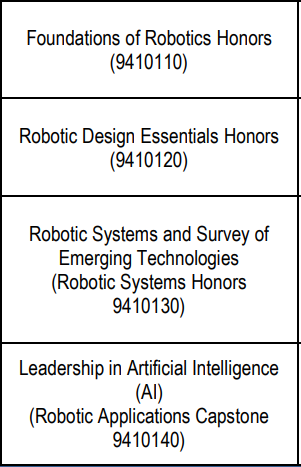 Foundations of Robotics Honors
(9410110)
Robotic Design Essentials Honors
(9410120)
Robotic Systems and Survey of
Emerging Technologies
(Robotic Systems Honors
9410130)
Leadership in Artificial Intelligence
(AI)
(Robotic Applications Capstone
9410140)